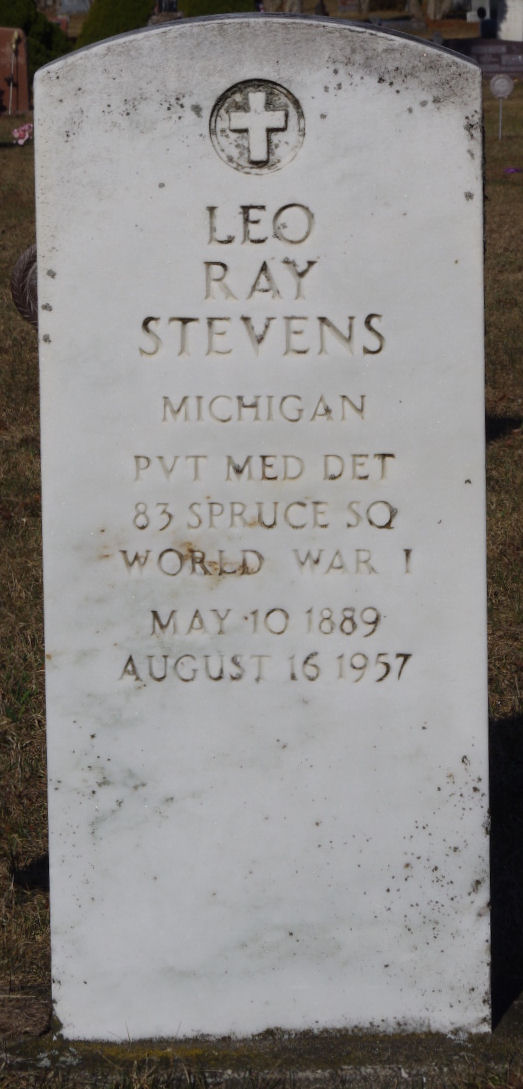 LEO
RAY
STEVENS
MICHIGAN
PVT MED DET
83 SPRUCE SQ
WORLD WAR I
MAY 10 1889
AUGUST 16 1957